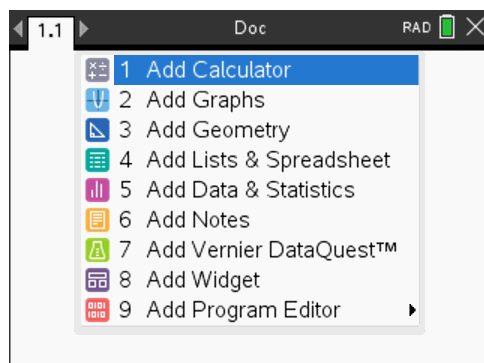 1.1 Doc RAD
1 Add Calculator
2 Add Graphs
3 Add Geometry
4 Add Lists & Spreadsheet
5 Add Data & Statistics
6 Add Notes
7 Add Vernier DataQuest™
8 Add Widget
9 Add Program Editor